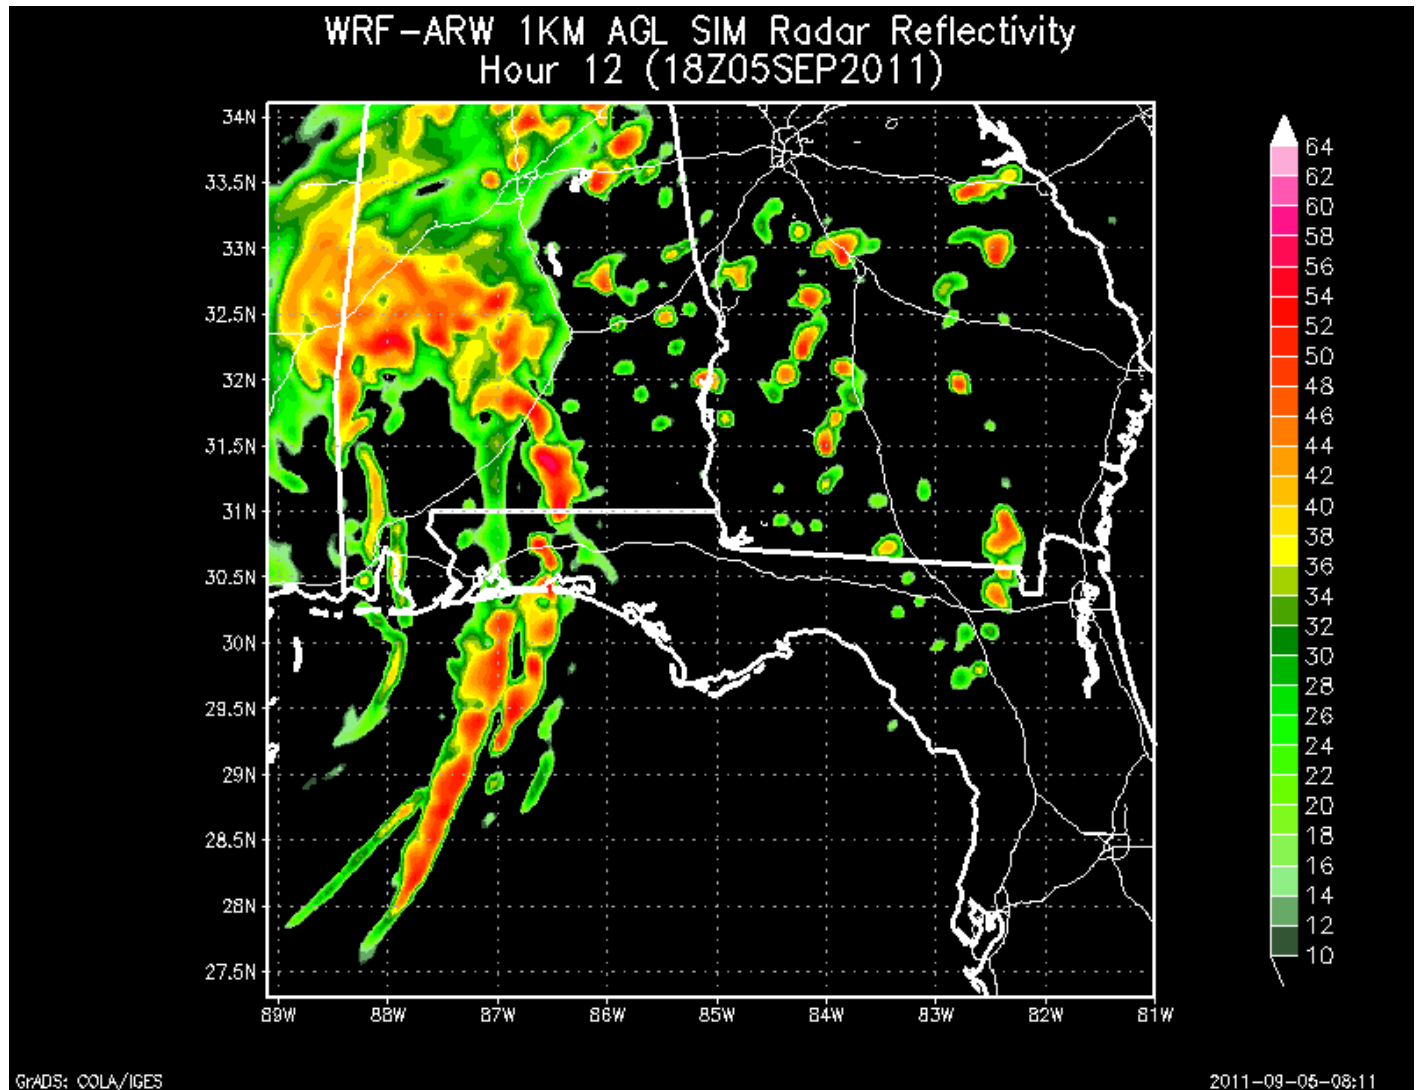 WRF-ARW 1KM AGL SIM Radar Reflectivity
Hour 12 (18Z05SEP2011)
34N
33.5N
33N
32.5N
32N
31.5N
31N
30.5N
30N
29.5N
29N
28.5N
28N
27.5N
89W 88W 87W 86W 85W 84W 83W 82W 81W
64
62
60
58
56
54
52
50
48
46
44
42
40
38
36
34
32
30
28
26
24
22
20
18
16
14
12
10
GrADS: COLA/IGES
2011-09-05-08:11